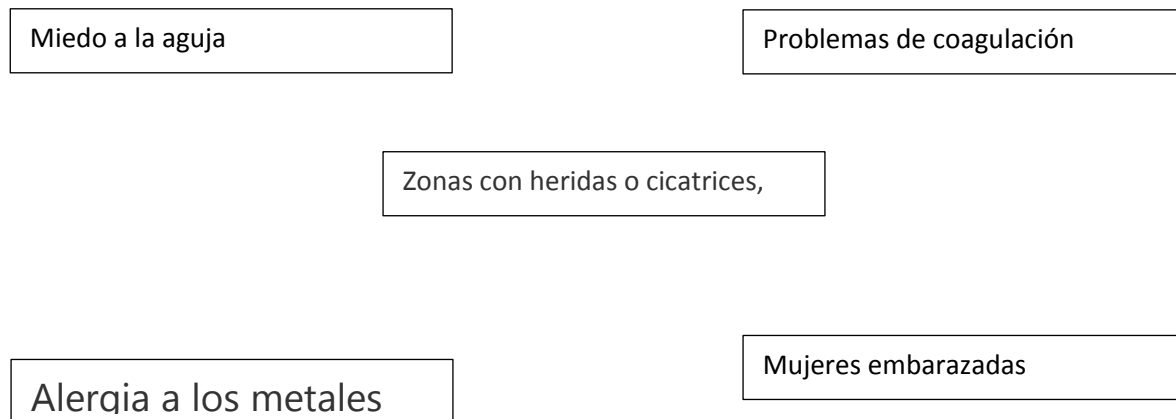 Miedo a la aguja
Problemas de coagulación
Zonas con heridas o cicatrices,
Mujeres embarazadas
Alergia a los metales